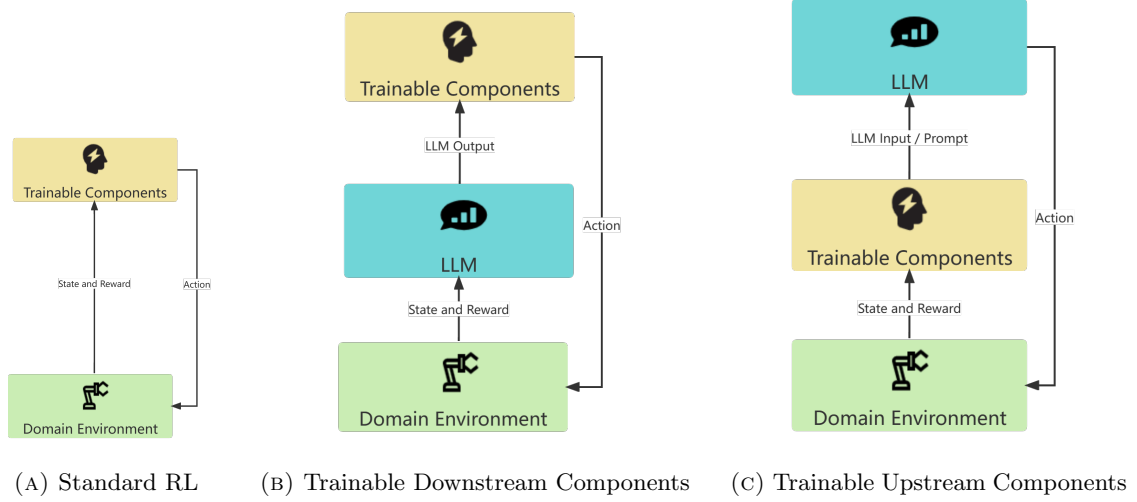 Trainable Components
State and Reward
Action
Domain Environment
(A) Standard RL
Trainable Components
LLM Output
LLM
Action
State and Reward
Domain Environment
(B) Trainable Downstream Components
LLM
LLM Input / Prompt
Trainable Components
Action
State and Reward
Domain Environment
(C) Trainable Upstream Components